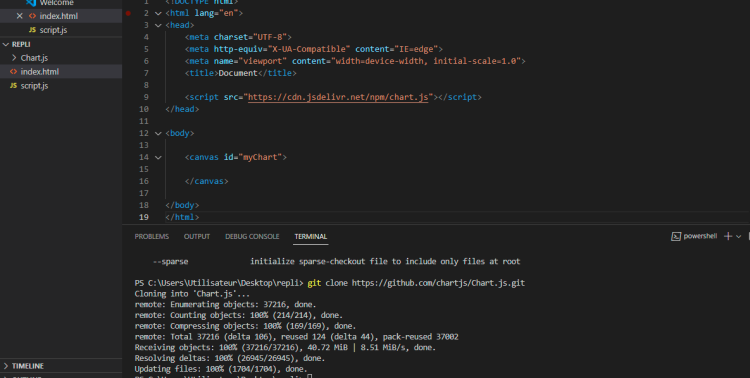 Welcome
index.html
script.js
REPLI
Chart.js
index.html
script.js
TIMELINE
1 <!DOCTYPE html>
2 <html lang="en">
3 <head>
4 <meta charset="UTF-8">
5 <meta http-equiv="X-UA-Compatible" content="IE=edge">
6 <meta name="viewport" content="width=device-width, initial-scale=1.0">
7 <title>Document</title>
8
9 <script src="https://cdn.jsdelivr.net/npm/chart.js"></script>
10 </head>
11
12 <body>
13
14 <canvas id="myChart">
15
16 </canvas>
17
18 </body>
19 </html>
PROBLEMS OUTPUT DEBUG CONSOLE TERMINAL powershell
--sparse initialize sparse-checkout file to include only files at root
PS C:\Users\Utilisateur\Desktop\repli> git clone https://github.com/chartjs/Chart.js.git
Cloning into 'Chart.js'...
remote: Enumerating objects: 37216, done.
remote: Counting objects: 100% (214/214), done.
remote: Compressing objects: 100% (169/169), done.
remote: Total 37216 (delta 106), reused 124 (delta 44), pack-reused 37002
Receiving objects: 100% (37216/37216), 40.72 MiB | 8.51 MiB/s, done.
Resolving deltas: 100% (26945/26945), done.
Updating files: 100% (1704/1704), done.